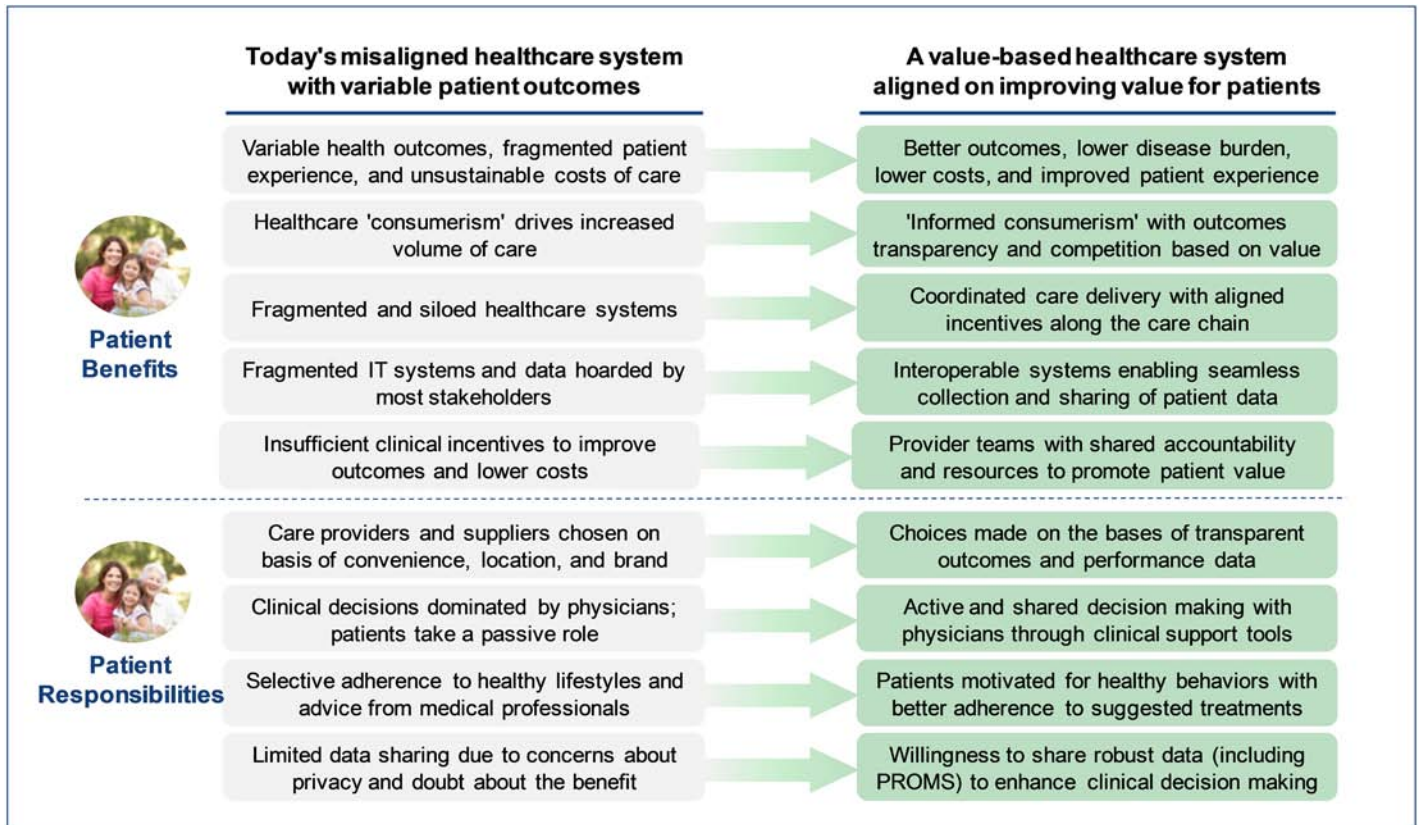 Today's misaligned healthcare system
with variable patient outcomes
A value-based healthcare system
aligned on improving value for patients
Patient
Benefits
Variable health outcomes, fragmented patient
experience, and unsustainable costs of care
Better outcomes, lower disease burden,
lower costs, and improved patient experience
Healthcare 'consumerism' drives increased
volume of care
'Informed consumerism' with outcomes
transparency and competition based on value
Fragmented and siloed healthcare systems
Coordinated care delivery with aligned
incentives along the care chain
Fragmented IT systems and data hoarded by
most stakeholders
Interoperable systems enabling seamless
collection and sharing of patient data
Insufficient clinical incentives to improve
outcomes and lower costs
Provider teams with shared accountability
and resources to promote patient value
Patient
Responsibilities
Care providers and suppliers chosen on
basis of convenience, location, and brand
Choices made on the bases of transparent
outcomes and performance data
Clinical decisions dominated by physicians;
patients take a passive role
Active and shared decision making with
physicians through clinical support tools
Selective adherence to healthy lifestyles and
advice from medical professionals
Patients motivated for healthy behaviors with
better adherence to suggested treatments
Limited data sharing due to concerns about
privacy and doubt about the benefit
Willingness to share robust data (including
PROMS) to enhance clinical decision making